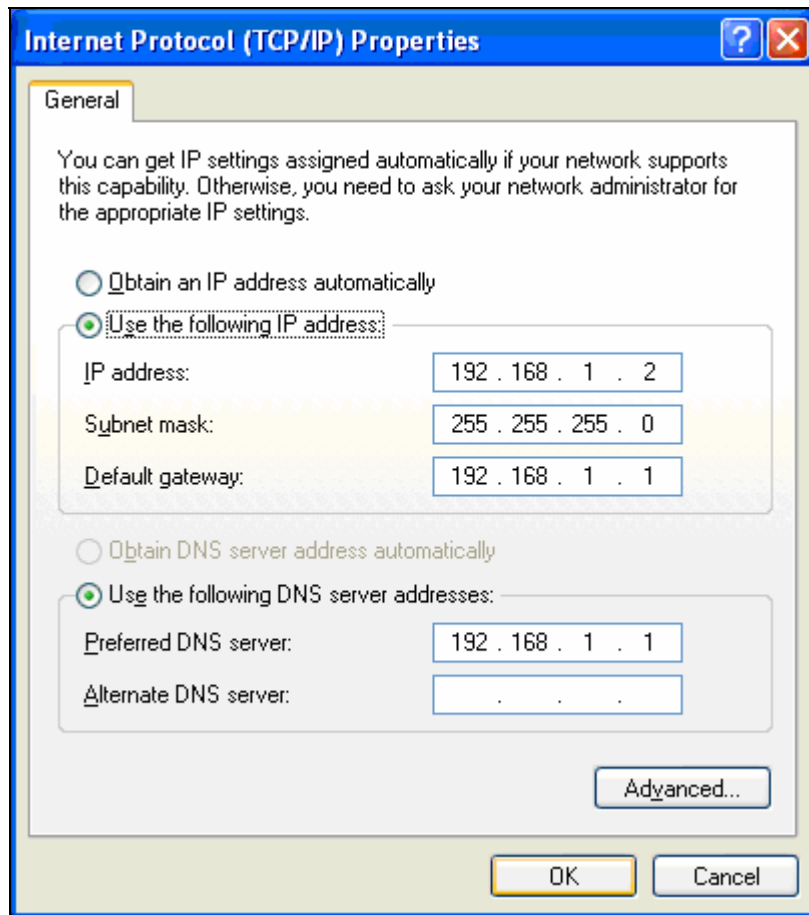 Internet Protocol (TCP/IP) Properties
General
You can get IP settings assigned automatically if your network supports
this capability. Otherwise, you need to ask your network administrator for
the appropriate IP settings.
Obtain an IP address automatically
Use the following IP address:
IP address: 192 . 168 . 1 . 2
Subnet mask: 255 . 255 . 255 . 0
Default gateway: 192 . 168 . 1 . 1
Obtain DNS server address automatically
Use the following DNS server addresses:
Preferred DNS server: 192 . 168 . 1 . 1
Alternate DNS server: . . .
Advanced...
OK Cancel